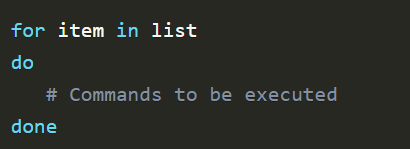 for item in list
do
   # Commands to be executed
done